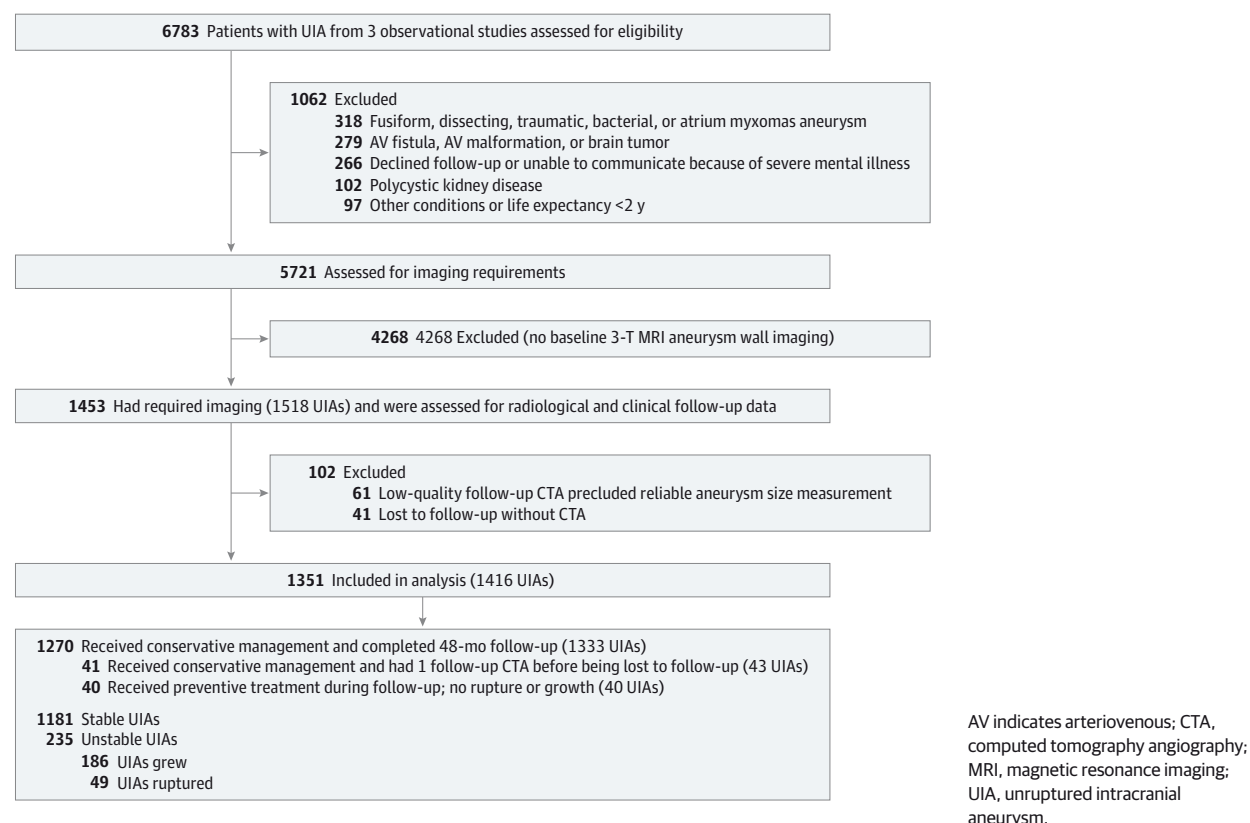 6783 Patients with UIA from 3 observational studies assessed for eligibility
1062 Excluded
318 Fusiform, dissecting, traumatic, bacterial, or atrium myxomas aneurysm
279 AV fistula, AV malformation, or brain tumor
266 Declined follow-up or unable to communicate because of severe mental illness
102 Polycystic kidney disease
97 Other conditions or life expectancy <2 y
5721 Assessed for imaging requirements
4268 4268 Excluded (no baseline 3-T MRI aneurysm wall imaging)
1453 Had required imaging (1518 UIAs) and were assessed for radiological and clinical follow-up data
102 Excluded
61 Low-quality follow-up CTA precluded reliable aneurysm size measurement
41 Lost to follow-up without CTA
1351 Included in analysis (1416 UIAs)
1270 Received conservative management and completed 48-mo follow-up (1333 UIAs)
41 Received conservative management and had 1 follow-up CTA before being lost to follow-up (43 UIAs)
40 Received preventive treatment during follow-up; no rupture or growth (40 UIAs)
1181 Stable UIAs
235 Unstable UIAs
186 UIAs grew
49 UIAs ruptured
AV indicates arteriovenous; CTA,
computed tomography angiography;
MRI, magnetic resonance imaging;
UIA, unruptured intracranial
aneurysm.